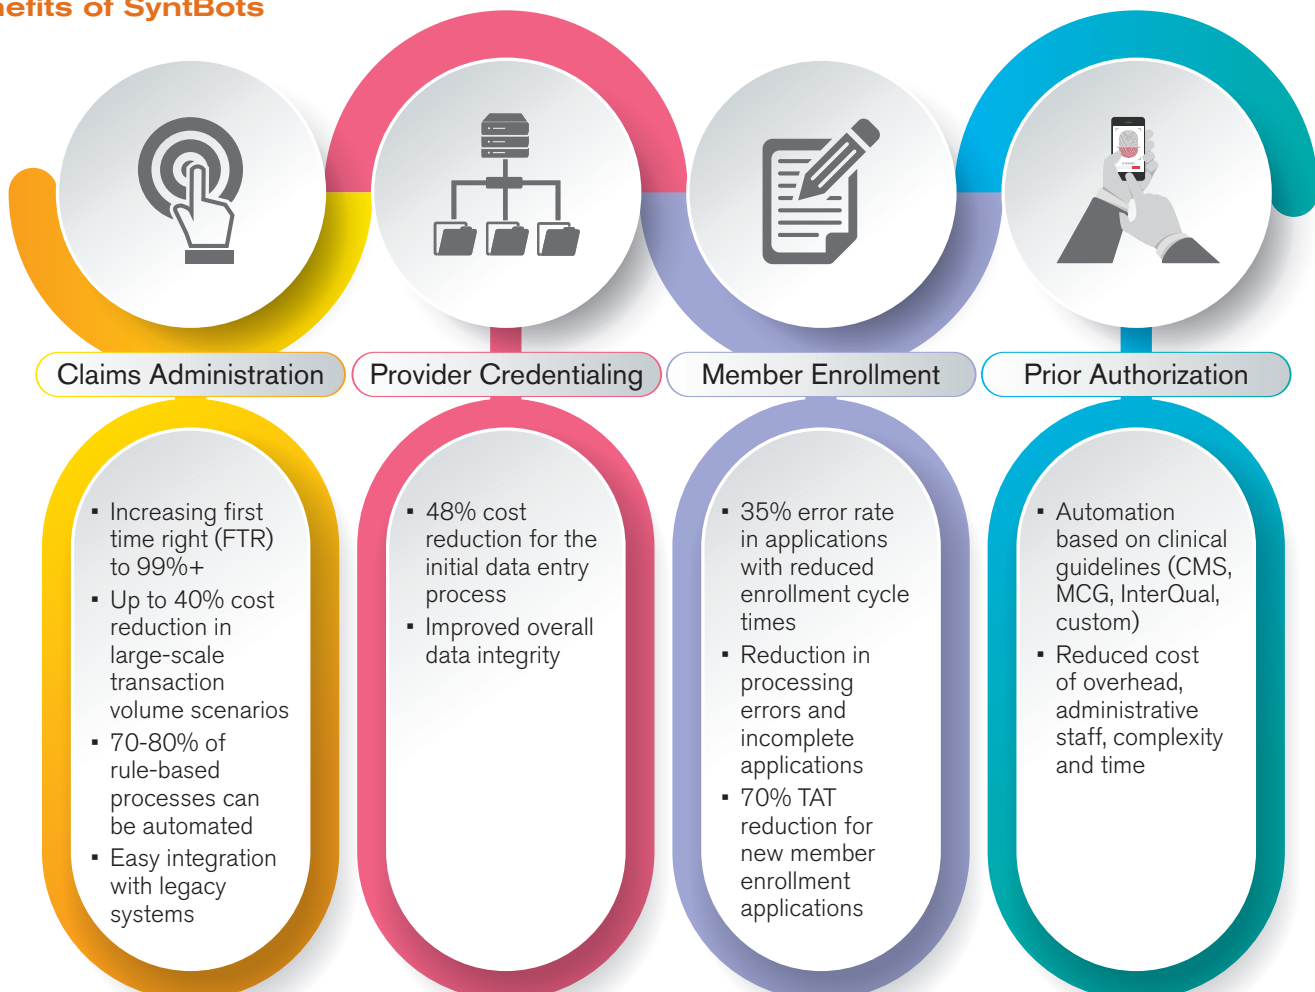 nefits of SyntBots
Claims Administration
Provider Credentialing
Member Enrollment
Prior Authorization
▪ Increasing first
time right (FTR)
to 99%+
▪ Up to 40% cost
reduction in
large-scale
transaction
volume scenarios
▪ 70-80% of
rule-based
processes can
be automated
▪ Easy integration
with legacy
systems
▪ 48% cost
reduction for the
initial data entry
process
▪ Improved overall
data integrity
▪ 35% error rate
in applications
with reduced
enrollment cycle
times
▪ Reduction in
processing
errors and
incomplete
applications
▪ 70% TAT
reduction for
new member
enrollment
applications
▪ Automation
based on clinical
guidelines (CMS,
MCG, InterQual,
custom)
▪ Reduced cost
of overhead,
administrative
staff, complexity
and time